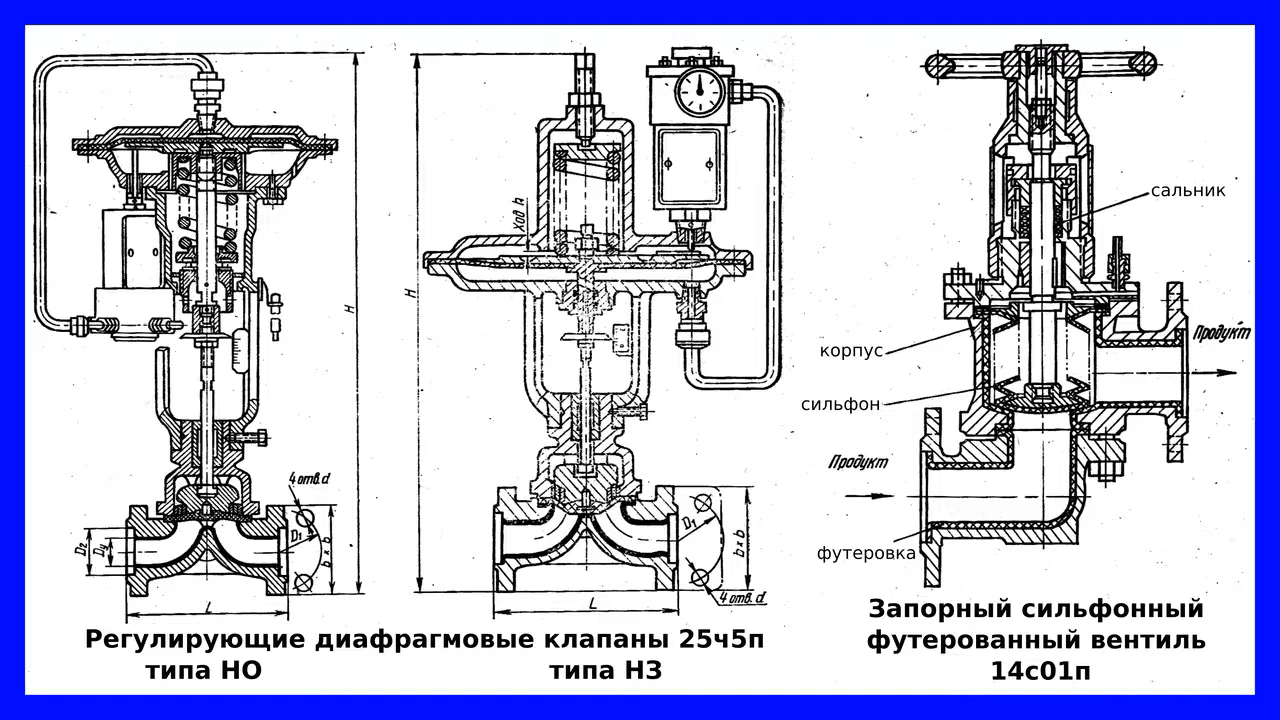 H
4 отв. d
D₂
Dу
D₁
b×b
L
Ход h
H
D₁
b×b
4 отв. d
L
сальник
корпус
Продукт
сильфон
Продукт
футеровка
Регулирующие диафрагмовые клапаны 25ч5п
типа НО
типа НЗ
Запорный сильфонный
футерованный вентиль
14с01п